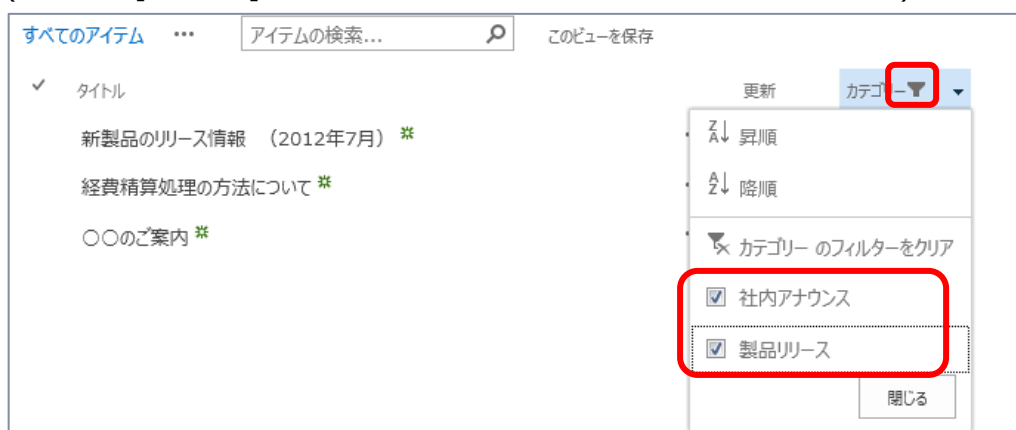 すべてのアイテム ••• アイテムの検索... このビューを保存
タイトル 更新 カテゴリー
新製品のリリース情報 （2012年7月）
経費精算処理の方法について
〇〇のご案内
昇順
降順
カテゴリー のフィルターをクリア
社内アナウンス
製品リリース
閉じる